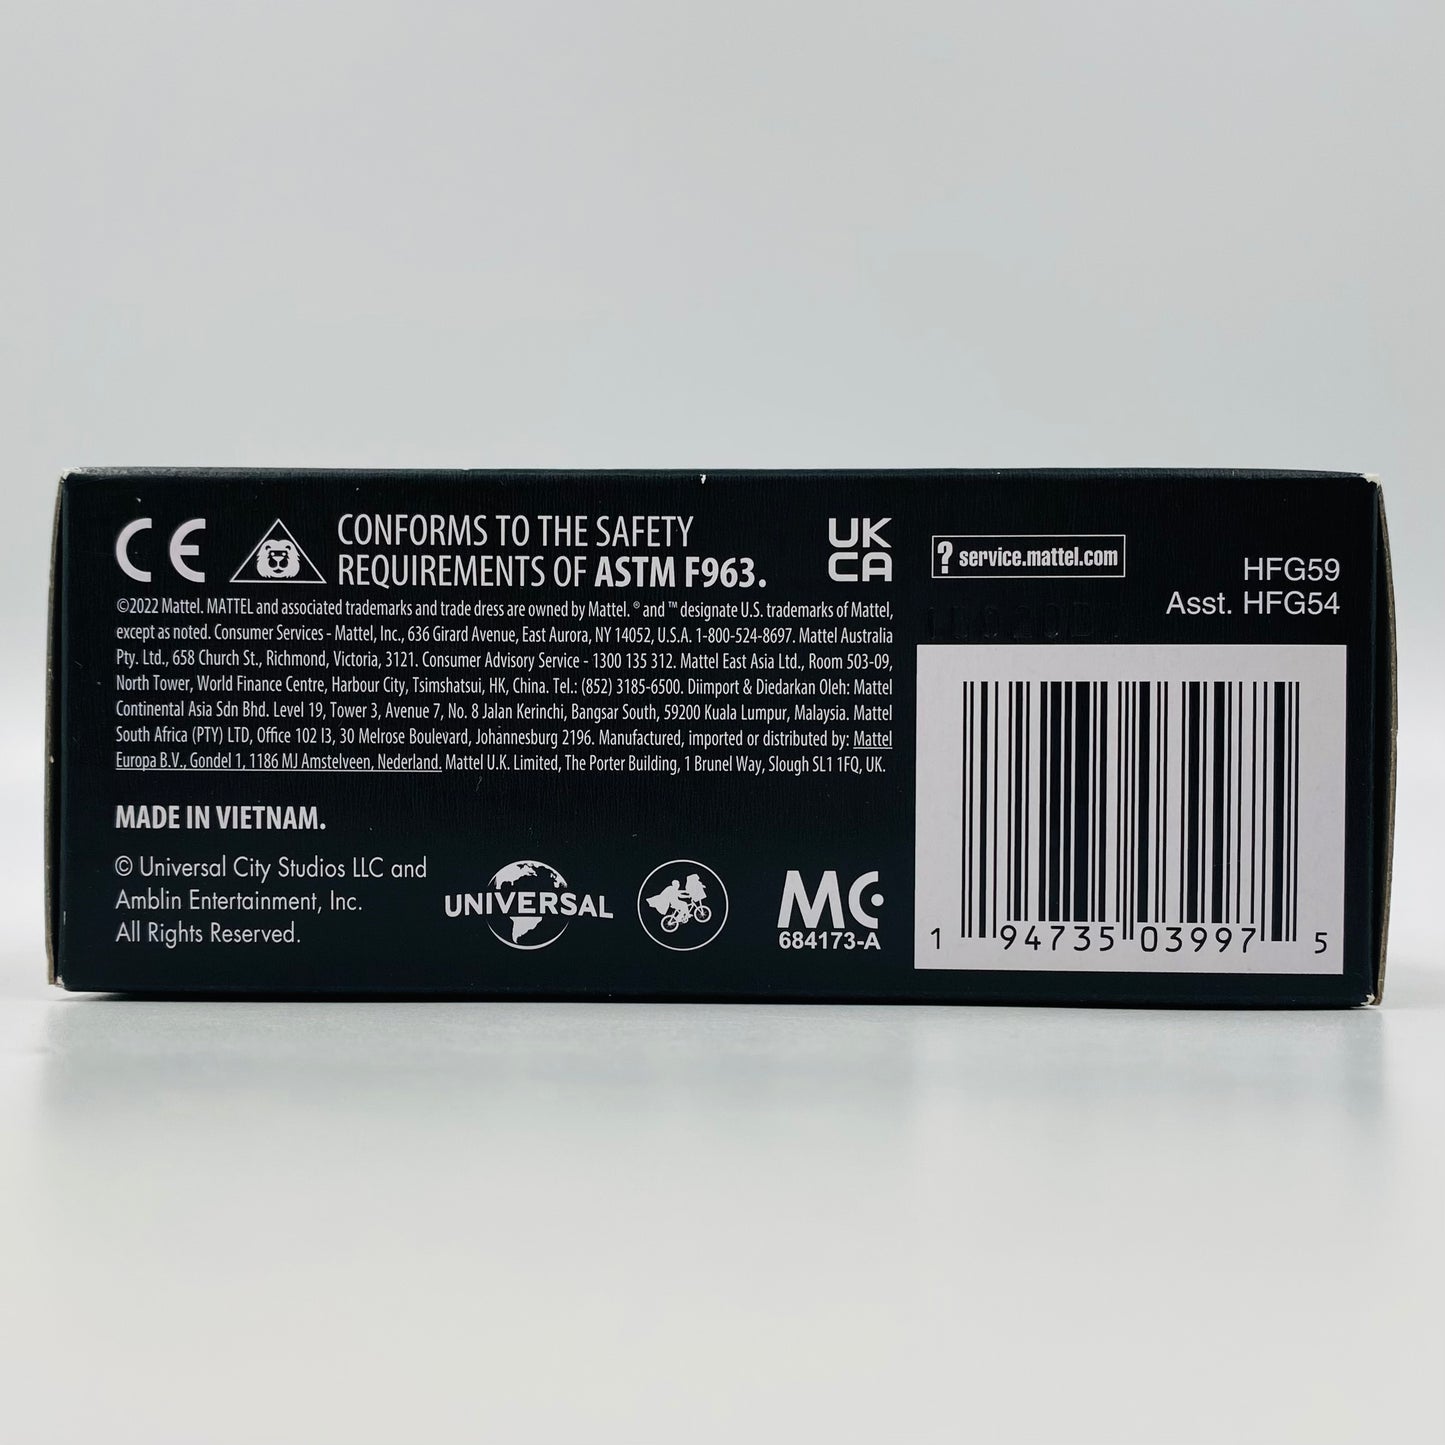 CE
CONFORMS TO THE SAFETY
REQUIREMENTS OF ASTM F963.
UK
CA
©2022 Mattel. MATTEL and associated trademarks and trade dress are owned by Mattel. ® and ™ designate U.S. trademarks of Mattel,
except as noted. Consumer Services - Mattel, Inc., 636 Girard Avenue, East Aurora, NY 14052, U.S.A. 1-800-524-8697. Mattel Australia
Pty. Ltd., 658 Church St., Richmond, Victoria, 3121. Consumer Advisory Service - 1300 135 312. Mattel East Asia Ltd., Room 503-09,
North Tower, World Finance Centre, Harbour City, Tsimshatsui, HK, China. Tel.: (852) 3185-6500. Diimport & Diedarkan Oleh: Mattel
Continental Asia Sdn Bhd. Level 19, Tower 3, Avenue 7, No. 8 Jalan Kerinchi, Bangsar South, 59200 Kuala Lumpur, Malaysia. Mattel
South Africa (PTY) LTD, Office 102 I3, 30 Melrose Boulevard, Johannesburg 2196. Manufactured, imported or distributed by: Mattel
Europa B.V., Gondel 1, 1186 MJ Amstelveen, Nederland. Mattel U.K. Limited, The Porter Building, 1 Brunel Way, Slough SL1 1FQ, UK.
MADE IN VIETNAM.
© Universal City Studios LLC and
Amblin Entertainment, Inc.
All Rights Reserved.
UNIVERSAL
MC
684173-A
? service.mattel.com
HFG59
Asst. HFG54
1 94735 03997 5